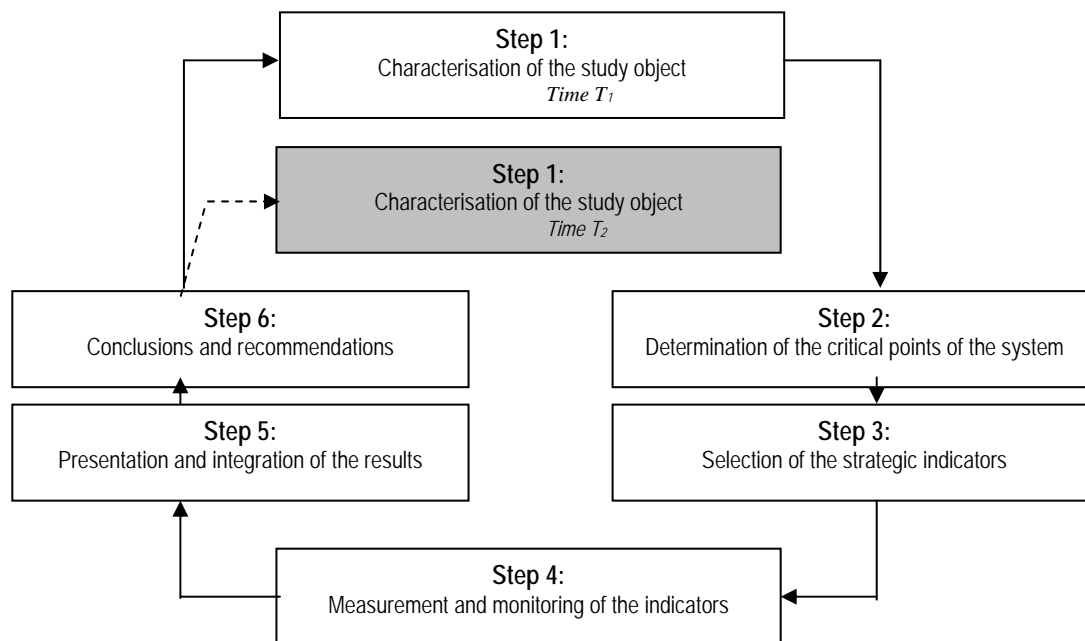 Step 1:
Characterisation of the study object
Time T1
Step 1:
Characterisation of the study object
Time T2
Step 6:
Conclusions and recommendations
Step 2:
Determination of the critical points of the system
Step 5:
Presentation and integration of the results
Step 3:
Selection of the strategic indicators
Step 4:
Measurement and monitoring of the indicators